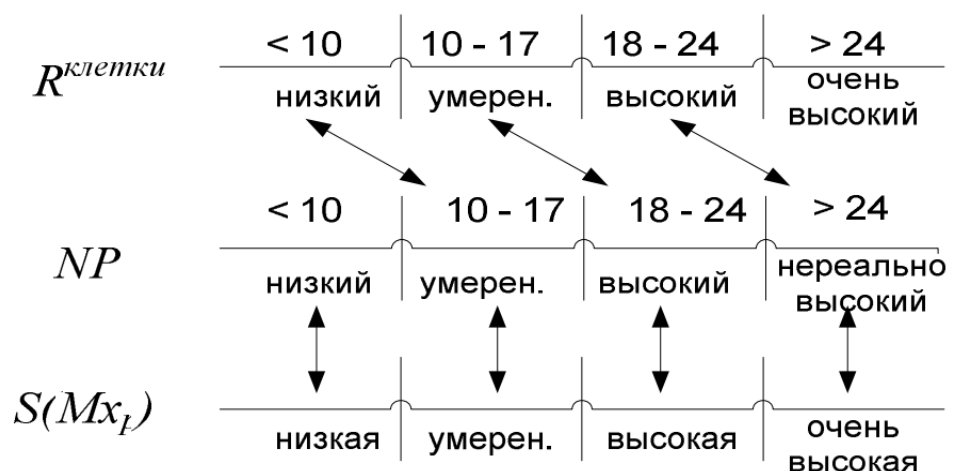 < 10 10 - 17 18 - 24 > 24
R^клетки
низкий умерен. высокий очень
высокий
< 10 10 - 17 18 - 24 > 24
NP
низкий умерен. высокий нереально
высокий
S(Mx)
низкая умерен. высокая очень
высокая